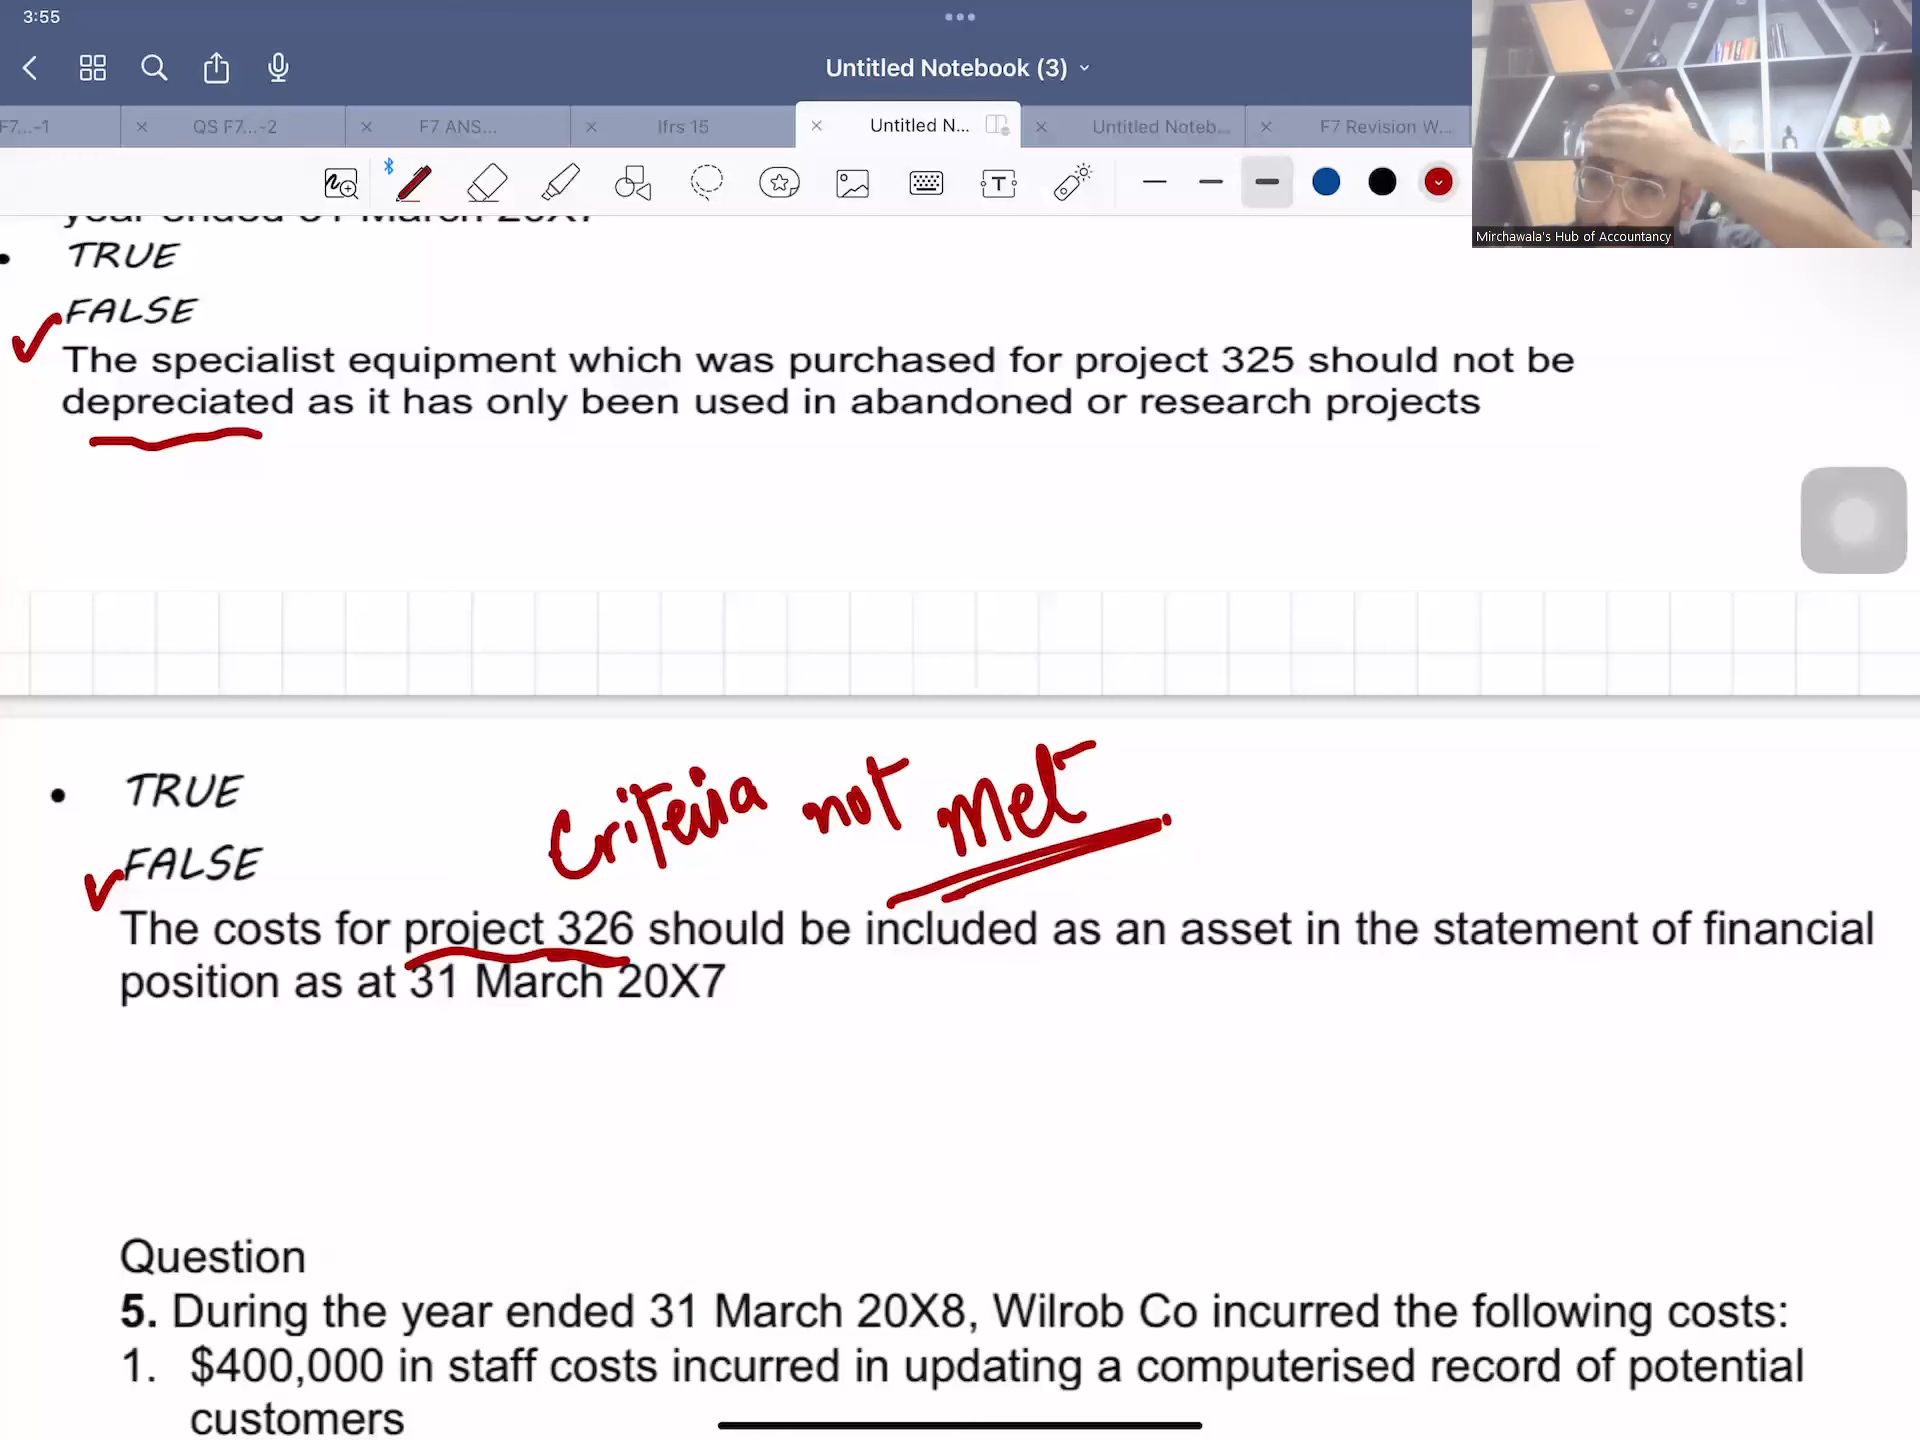 3:55
Untitled Notebook (3)
F7...-1
QS F7...-2
F7 ANS...
Ifrs 15
Untitled N...
Untitled Noteb...
F7 Revision W...
Mirchawala's Hub of Accountancy
year ended 31 March 20X7
TRUE
FALSE
The specialist equipment which was purchased for project 325 should not be
depreciated as it has only been used in abandoned or research projects
TRUE
Criteria not met
FALSE
The costs for project 326 should be included as an asset in the statement of financial
position as at 31 March 20X7
Question
5. During the year ended 31 March 20X8, Wilrob Co incurred the following costs:
1. $400,000 in staff costs incurred in updating a computerised record of potential
customers